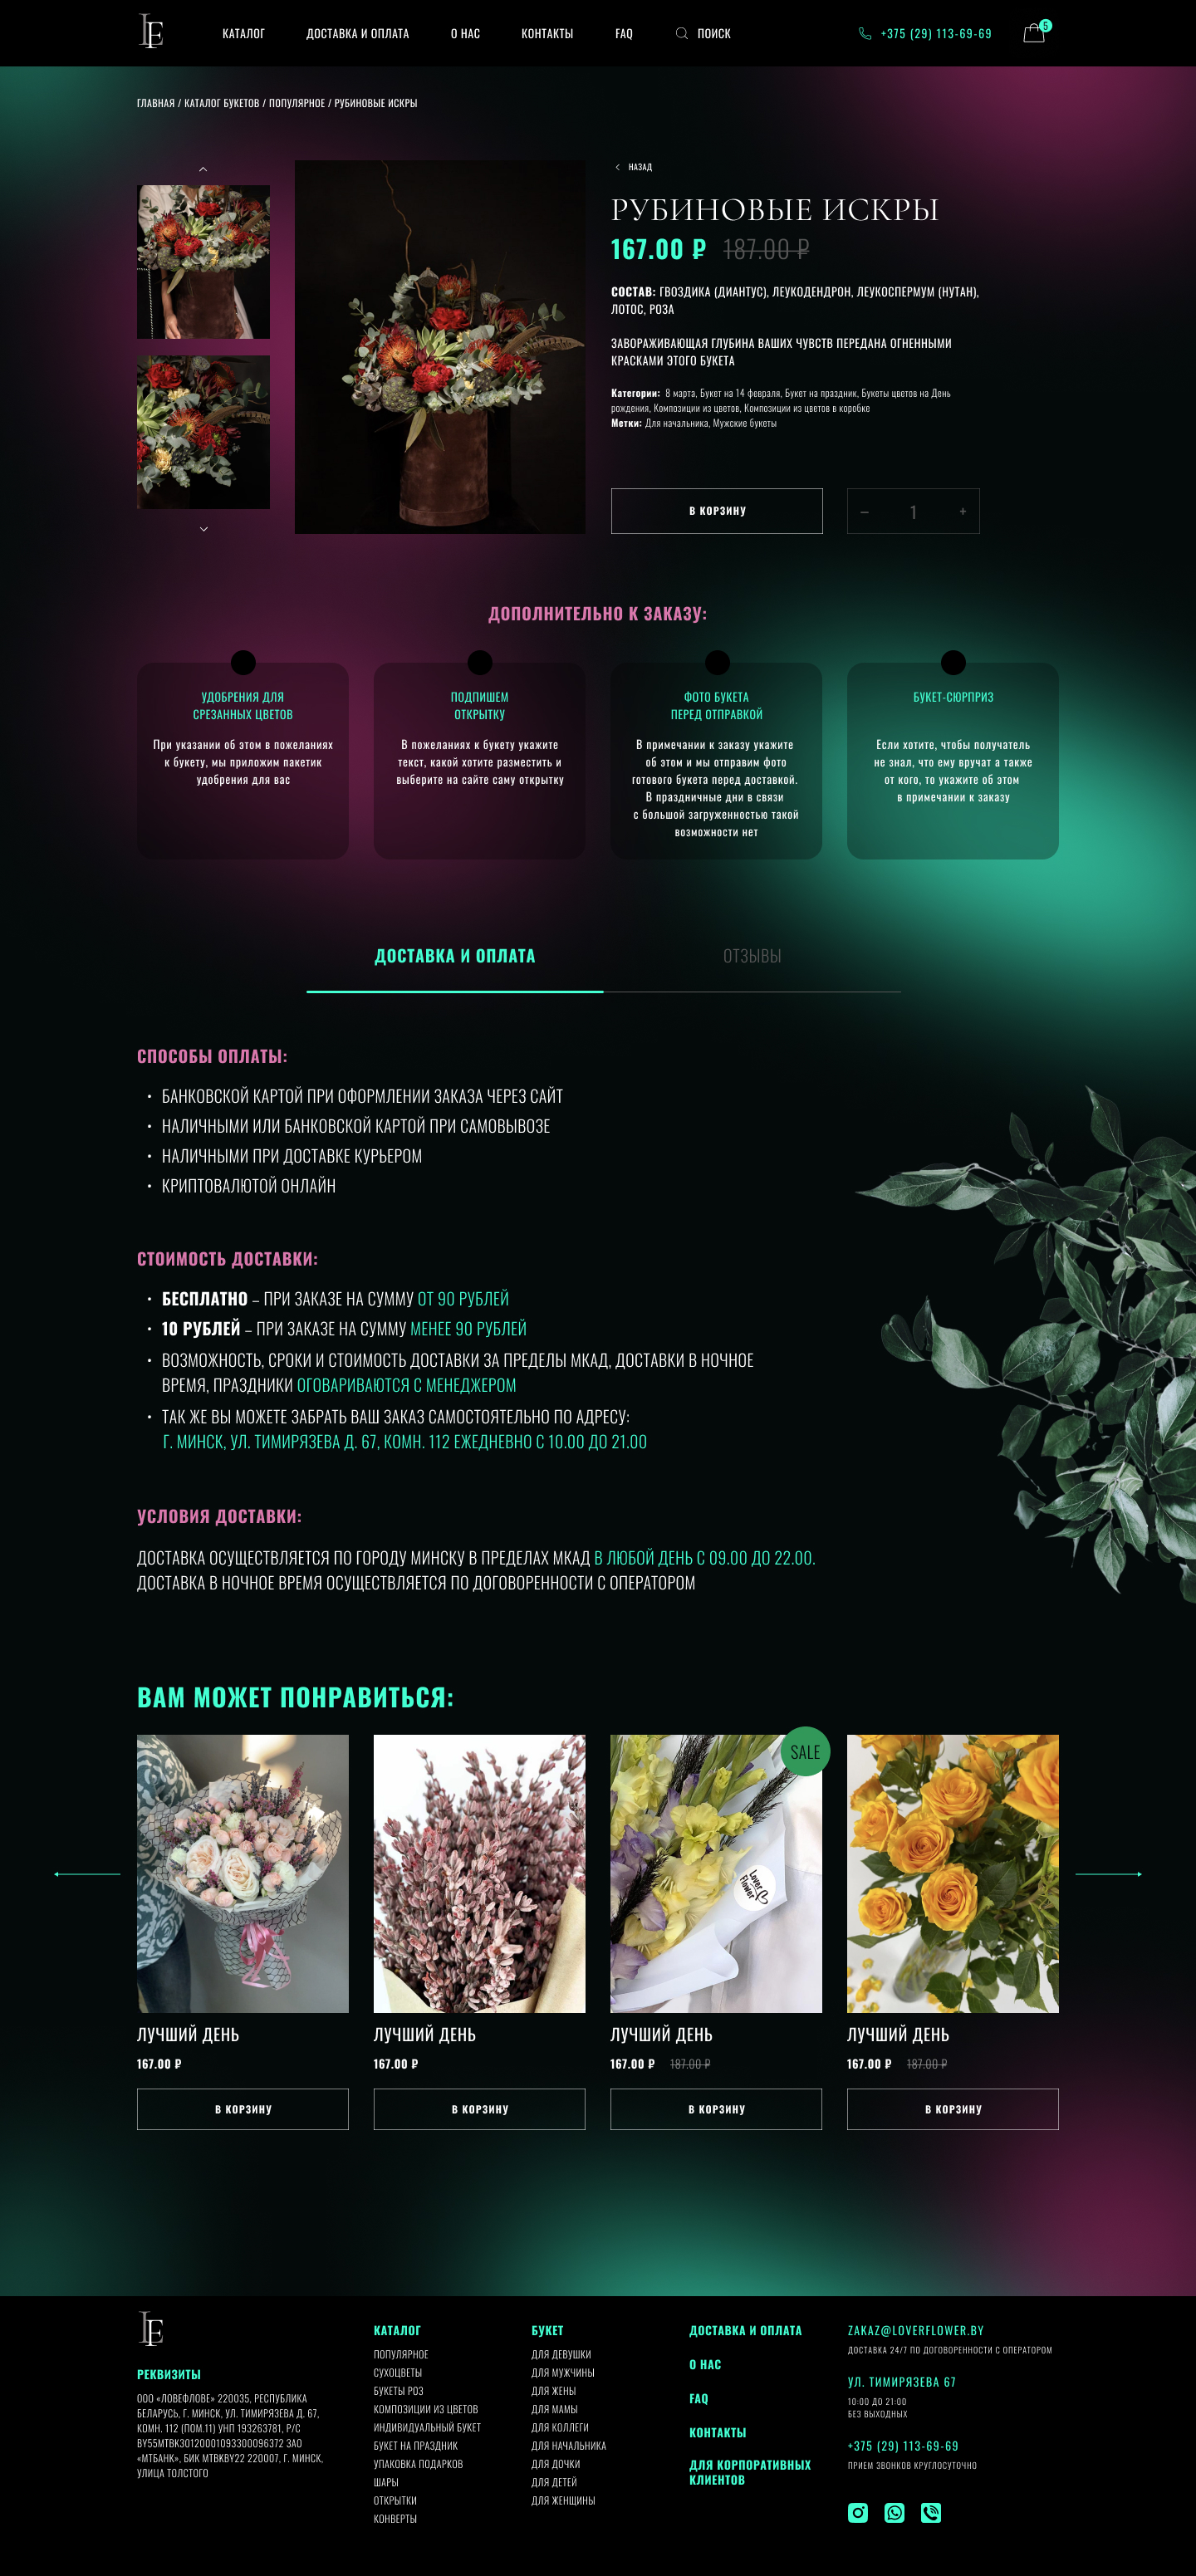 LE
КАТАЛОГ
ДОСТАВКА И ОПЛАТА
О НАС
КОНТАКТЫ
FAQ
ПОИСК
+375 (29) 113-69-69
5
ГЛАВНАЯ / КАТАЛОГ БУКЕТОВ / ПОПУЛЯРНОЕ / РУБИНОВЫЕ ИСКРЫ
НАЗАД
РУБИНОВЫЕ ИСКРЫ
167.00 ₽ 187.00 ₽
СОСТАВ: ГВОЗДИКА (ДИАНТУС), ЛЕУКОДЕНДРОН, ЛЕУКОСПЕРМУМ (НУТАН),
ЛОТОС, РОЗА
ЗАВОРАЖИВАЮЩАЯ ГЛУБИНА ВАШИХ ЧУВСТВ ПЕРЕДАНА ОГНЕННЫМИ
КРАСКАМИ ЭТОГО БУКЕТА
Категории: 8 марта, Букет на 14 февраля, Букет на праздник, Букеты цветов на День
рождения, Композиции из цветов, Композиции из цветов в коробке
Метки: Для начальника, Мужские букеты
В КОРЗИНУ
– 1 +
ДОПОЛНИТЕЛЬНО К ЗАКАЗУ:
УДОБРЕНИЯ ДЛЯ
СРЕЗАННЫХ ЦВЕТОВ
При указании об этом в пожеланиях
к букету, мы приложим пакетик
удобрения для вас
ПОДПИШЕМ
ОТКРЫТКУ
В пожеланиях к букету укажите
текст, какой хотите разместить и
выберите на сайте саму открытку
ФОТО БУКЕТА
ПЕРЕД ОТПРАВКОЙ
В примечании к заказу укажите
об этом и мы отправим фото
готового букета перед доставкой.
В праздничные дни в связи
с большой загруженностью такой
возможности нет
БУКЕТ-СЮРПРИЗ
Если хотите, чтобы получатель
не знал, что ему вручат а также
от кого, то укажите об этом
в примечании к заказу
ДОСТАВКА И ОПЛАТА
ОТЗЫВЫ
СПОСОБЫ ОПЛАТЫ:
• БАНКОВСКОЙ КАРТОЙ ПРИ ОФОРМЛЕНИИ ЗАКАЗА ЧЕРЕЗ САЙТ
• НАЛИЧНЫМИ ИЛИ БАНКОВСКОЙ КАРТОЙ ПРИ САМОВЫВОЗЕ
• НАЛИЧНЫМИ ПРИ ДОСТАВКЕ КУРЬЕРОМ
• КРИПТОВАЛЮТОЙ ОНЛАЙН
СТОИМОСТЬ ДОСТАВКИ:
• БЕСПЛАТНО – ПРИ ЗАКАЗЕ НА СУММУ ОТ 90 РУБЛЕЙ
• 10 РУБЛЕЙ – ПРИ ЗАКАЗЕ НА СУММУ МЕНЕЕ 90 РУБЛЕЙ
• ВОЗМОЖНОСТЬ, СРОКИ И СТОИМОСТЬ ДОСТАВКИ ЗА ПРЕДЕЛЫ МКАД, ДОСТАВКИ В НОЧНОЕ
ВРЕМЯ, ПРАЗДНИКИ ОГОВАРИВАЮТСЯ С МЕНЕДЖЕРОМ
• ТАК ЖЕ ВЫ МОЖЕТЕ ЗАБРАТЬ ВАШ ЗАКАЗ САМОСТОЯТЕЛЬНО ПО АДРЕСУ:
Г. МИНСК, УЛ. ТИМИРЯЗЕВА Д. 67, КОМН. 112 ЕЖЕДНЕВНО С 10.00 ДО 21.00
УСЛОВИЯ ДОСТАВКИ:
ДОСТАВКА ОСУЩЕСТВЛЯЕТСЯ ПО ГОРОДУ МИНСКУ В ПРЕДЕЛАХ МКАД В ЛЮБОЙ ДЕНЬ С 09.00 ДО 22.00.
ДОСТАВКА В НОЧНОЕ ВРЕМЯ ОСУЩЕСТВЛЯЕТСЯ ПО ДОГОВОРЕННОСТИ С ОПЕРАТОРОМ
ВАМ МОЖЕТ ПОНРАВИТЬСЯ:
SALE
Lover
Flower
ЛУЧШИЙ ДЕНЬ
167.00 ₽
В КОРЗИНУ
ЛУЧШИЙ ДЕНЬ
167.00 ₽
В КОРЗИНУ
ЛУЧШИЙ ДЕНЬ
167.00 ₽ 187.00 ₽
В КОРЗИНУ
ЛУЧШИЙ ДЕНЬ
167.00 ₽ 187.00 ₽
В КОРЗИНУ
LE
РЕКВИЗИТЫ
ООО «ЛОВЕФЛОВЕ» 220035, РЕСПУБЛИКА
БЕЛАРУСЬ, Г. МИНСК, УЛ. ТИМИРЯЗЕВА Д. 67,
КОМН. 112 (ПОМ.11) УНП 193263781, Р/С
BY55MTBK30120001093300096372 ЗАО
«МТБАНК», БИК MTBKBY22 220007, Г. МИНСК,
УЛИЦА ТОЛСТОГО
КАТАЛОГ
ПОПУЛЯРНОЕ
СУХОЦВЕТЫ
БУКЕТЫ РОЗ
КОМПОЗИЦИИ ИЗ ЦВЕТОВ
ИНДИВИДУАЛЬНЫЙ БУКЕТ
БУКЕТ НА ПРАЗДНИК
УПАКОВКА ПОДАРКОВ
ШАРЫ
ОТКРЫТКИ
КОНВЕРТЫ
БУКЕТ
ДЛЯ ДЕВУШКИ
ДЛЯ МУЖЧИНЫ
ДЛЯ ЖЕНЫ
ДЛЯ МАМЫ
ДЛЯ КОЛЛЕГИ
ДЛЯ НАЧАЛЬНИКА
ДЛЯ ДОЧКИ
ДЛЯ ДЕТЕЙ
ДЛЯ ЖЕНЩИНЫ
ДОСТАВКА И ОПЛАТА
О НАС
FAQ
КОНТАКТЫ
ДЛЯ КОРПОРАТИВНЫХ
КЛИЕНТОВ
ZAKAZ@LOVERFLOWER.BY
ДОСТАВКА 24/7 ПО ДОГОВОРЕННОСТИ С ОПЕРАТОРОМ
УЛ. ТИМИРЯЗЕВА 67
10:00 ДО 21:00
БЕЗ ВЫХОДНЫХ
+375 (29) 113-69-69
ПРИЕМ ЗВОНКОВ КРУГЛОСУТОЧНО